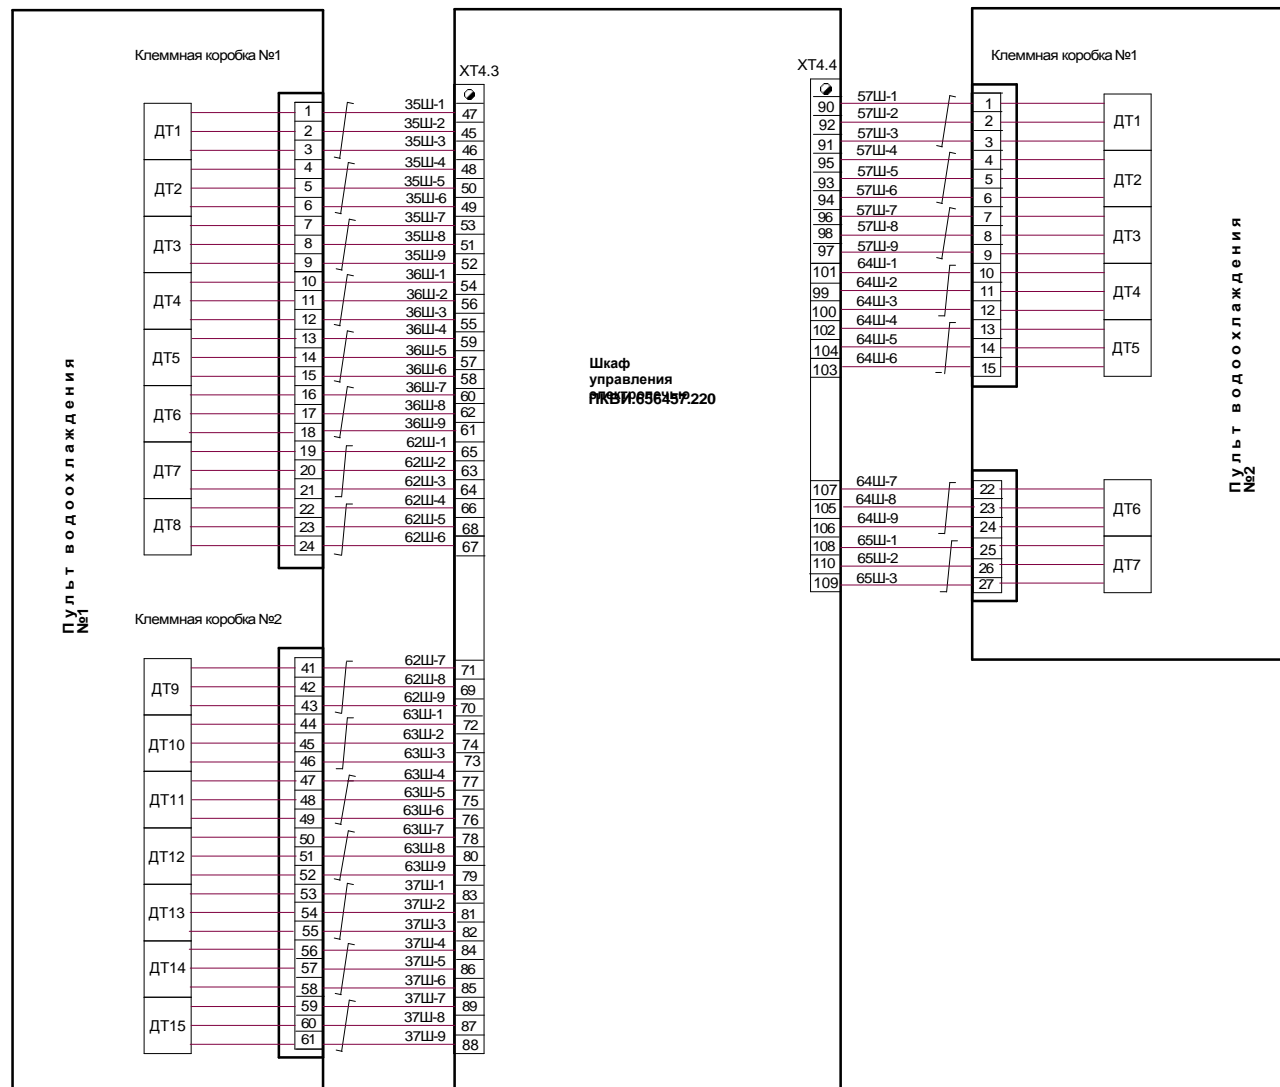 Клеммная коробка №1
ХТ4.3
ДТ1
1 35Ш-1 47
2 35Ш-2 45
3 35Ш-3 46
ДТ2
4 35Ш-4 48
5 35Ш-5 50
6 35Ш-6 49
ДТ3
7 35Ш-7 53
8 35Ш-8 51
9 35Ш-9 52
ДТ4
10 36Ш-1 54
11 36Ш-2 56
12 36Ш-3 55
ДТ5
13 36Ш-4 59
14 36Ш-5 57
15 36Ш-6 58
ДТ6
16 36Ш-7 60
17 36Ш-8 62
18 36Ш-9 61
ДТ7
19 62Ш-1 65
20 62Ш-2 63
21 62Ш-3 64
ДТ8
22 62Ш-4 66
23 62Ш-5 68
24 62Ш-6 67
Пульт водоохлаждения
№1
Клеммная коробка №2
ДТ9
41 62Ш-7 71
42 62Ш-8 69
43 62Ш-9 70
ДТ10
44 63Ш-1 72
45 63Ш-2 74
46 63Ш-3 73
ДТ11
47 63Ш-4 77
48 63Ш-5 75
49 63Ш-6 76
ДТ12
50 63Ш-7 78
51 63Ш-8 80
52 63Ш-9 79
ДТ13
53 37Ш-1 83
54 37Ш-2 81
55 37Ш-3 82
ДТ14
56 37Ш-4 84
57 37Ш-5 86
58 37Ш-6 85
ДТ15
59 37Ш-7 89
60 37Ш-8 87
61 37Ш-9 88
Шкаф
управления
электропечью
ПКВИ.656457.220
ХТ4.4
Клеммная коробка №1
90 57Ш-1 1
92 57Ш-2 2
91 57Ш-3 3
ДТ1
95 57Ш-4 4
93 57Ш-5 5
94 57Ш-6 6
ДТ2
96 57Ш-7 7
98 57Ш-8 8
97 57Ш-9 9
ДТ3
101 64Ш-1 10
99 64Ш-2 11
100 64Ш-3 12
ДТ4
102 64Ш-4 13
104 64Ш-5 14
103 64Ш-6 15
ДТ5
107 64Ш-7 22
105 64Ш-8 23
106 64Ш-9 24
ДТ6
108 65Ш-1 25
110 65Ш-2 26
109 65Ш-3 27
ДТ7
Пульт водоохлаждения
№2